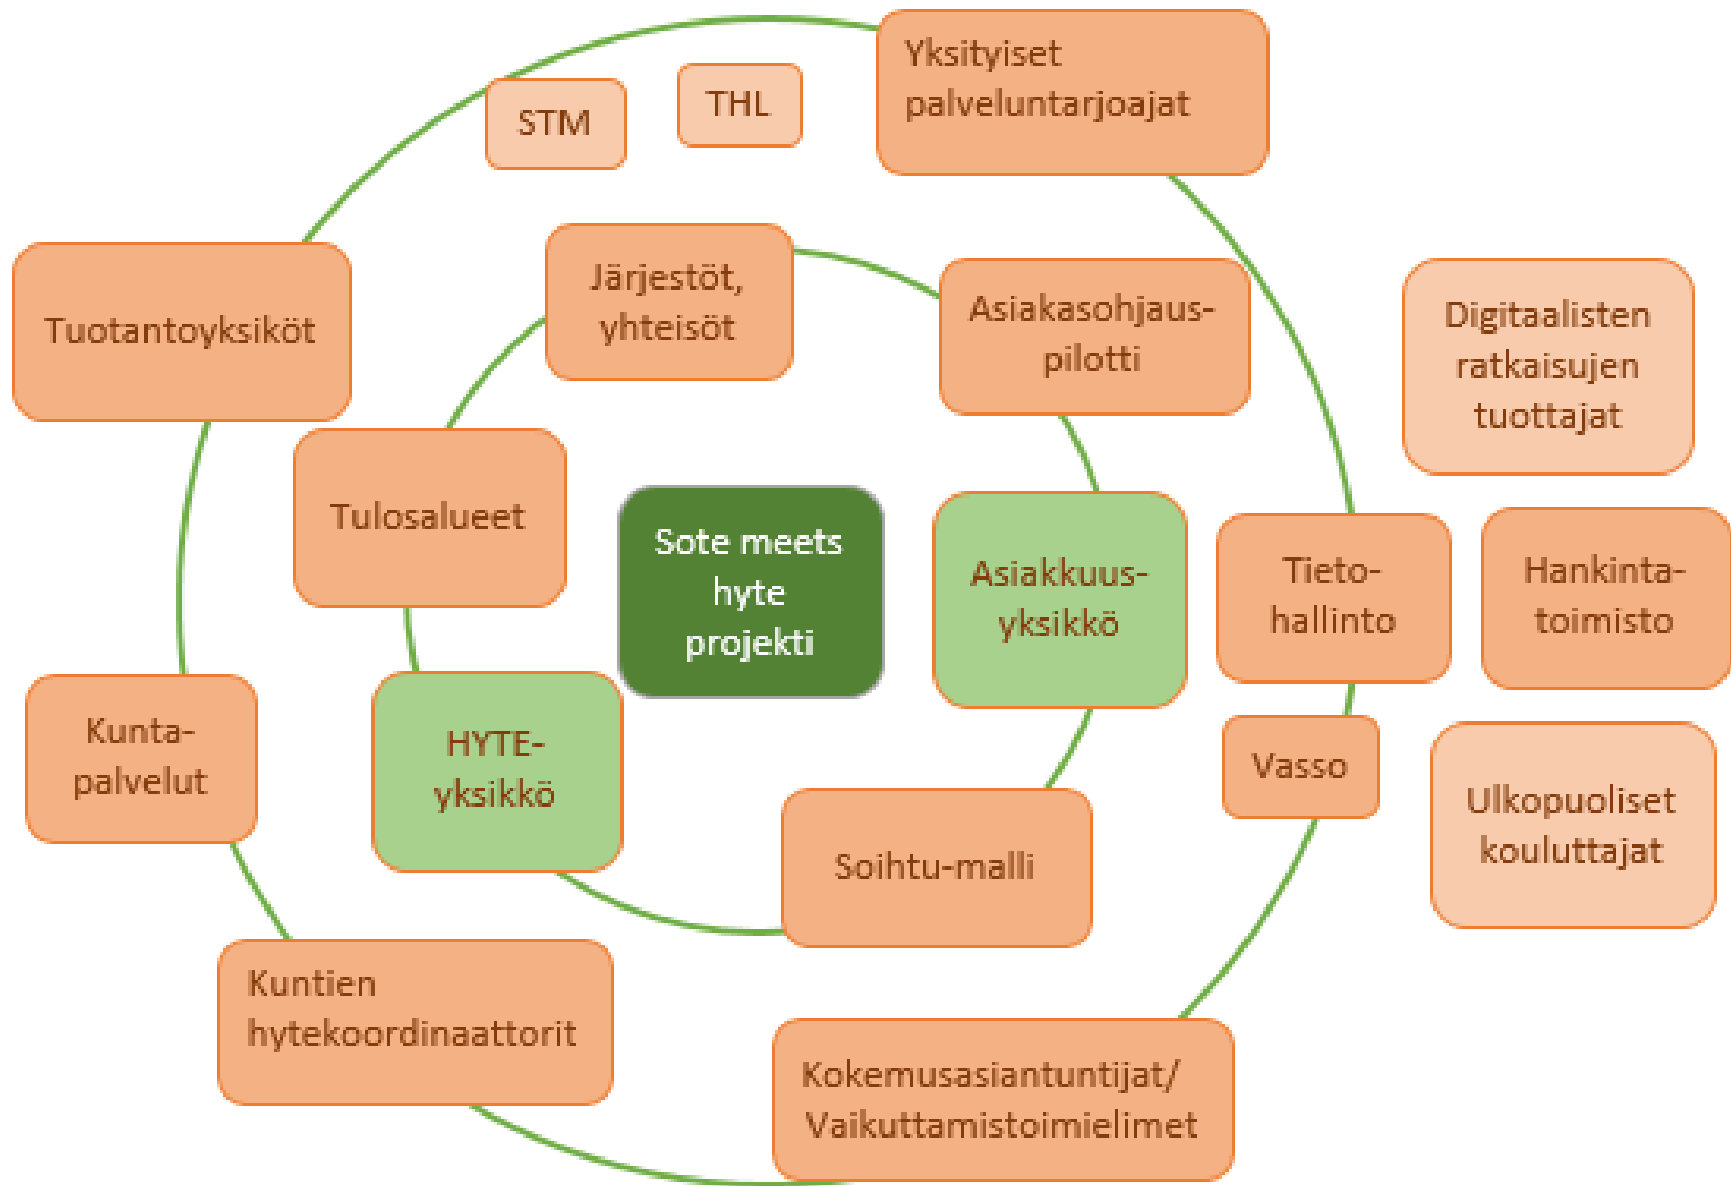 Yksityiset
palveluntarjoajat
STM
THL
Tuotantoyksiköt
Järjestöt,
yhteisöt
Asiakasohjaus-
pilotti
Digitaalisten
ratkaisujen
tuottajat
Tulosalueet
Sote meets
hyte
projekti
Asiakkuus-
yksikkö
Tieto-
hallinto
Hankinta-
toimisto
Kunta-
palvelut
HYTE-
yksikkö
Vasso
Ulkopuoliset
kouluttajat
Soihtu-malli
Kuntien
hytekoordinaattorit
Kokemusasiantuntijat/
Vaikuttamistoimielimet